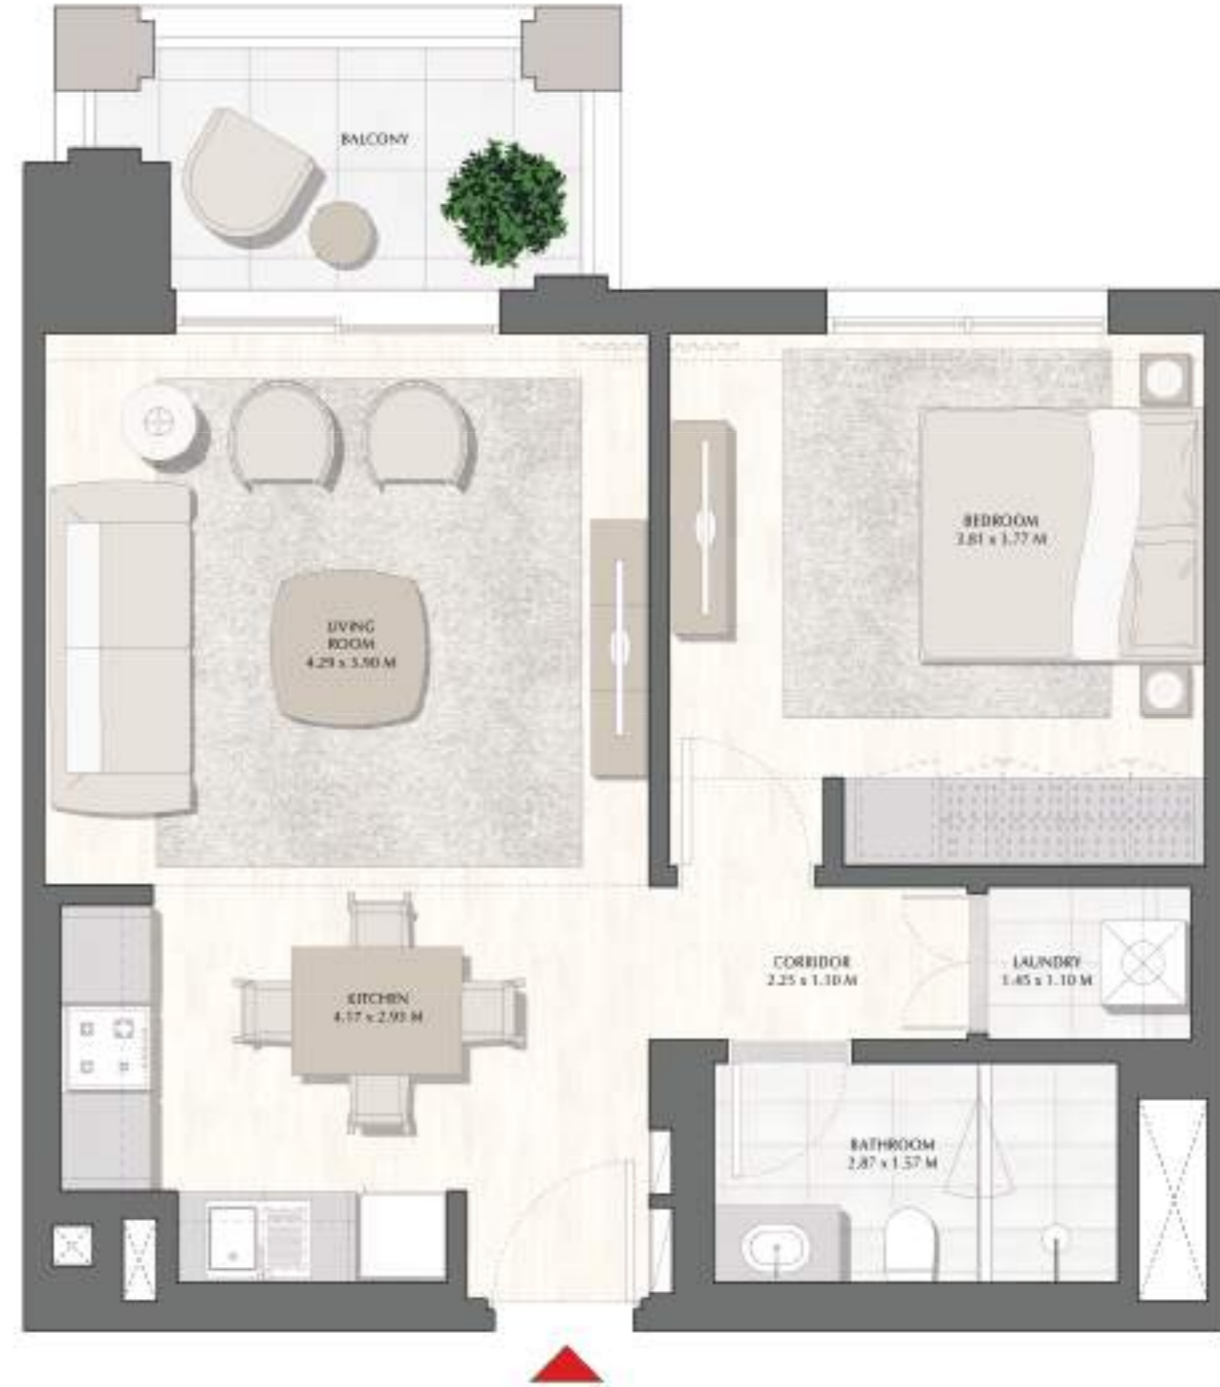 BALCONY
LIVING
ROOM
4.29 x 3.90 M
BEDROOM
3.81 x 3.77 M
KITCHEN
4.17 x 2.93 M
CORRIDOR
2.25 x 1.10 M
LAUNDRY
1.45 x 1.10 M
BATHROOM
2.87 x 1.57 M